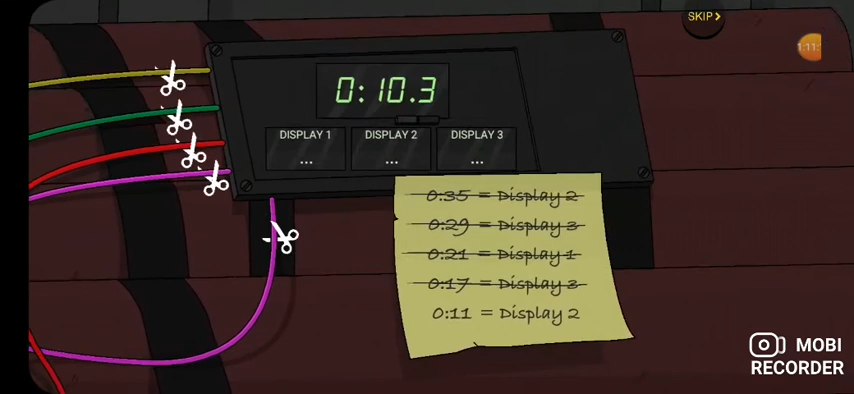 SKIP>
1:11:
0:10.3
DISPLAY 1 DISPLAY 2 DISPLAY 3
... ... ...
0:35 = Display 2
0:29 = Display 3
0:21 = Display 1
0:17 = Display 3
0:11 = Display 2
MOBI
RECORDER